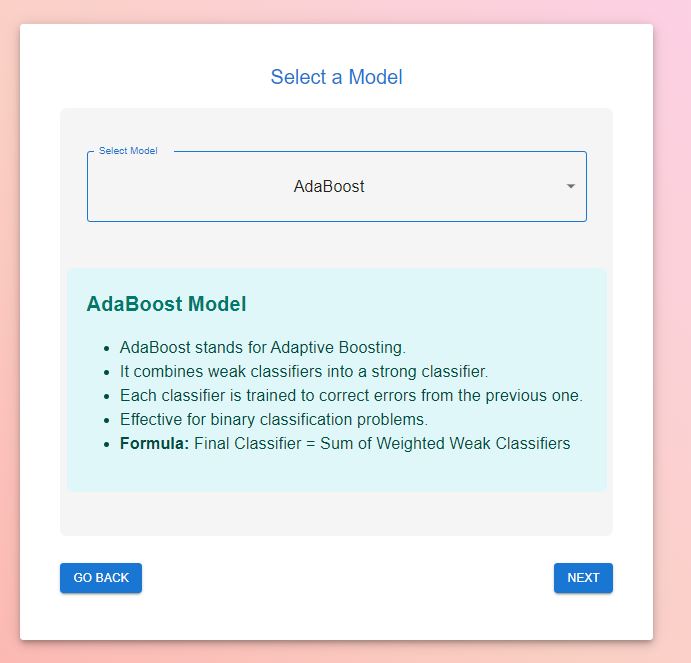 Select a Model
Select Model
AdaBoost
AdaBoost Model
• AdaBoost stands for Adaptive Boosting.
• It combines weak classifiers into a strong classifier.
• Each classifier is trained to correct errors from the previous one.
• Effective for binary classification problems.
• Formula: Final Classifier = Sum of Weighted Weak Classifiers
GO BACK
NEXT